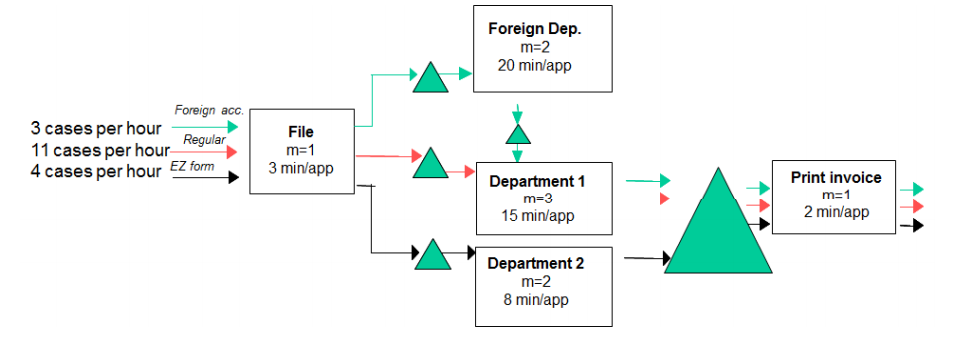 Foreign Dep.
m=2
20 min/app
Foreign acc.
3 cases per hour
Regular
11 cases per hour
EZ form
4 cases per hour
File
m=1
3 min/app
Department 1
m=3
15 min/app
Print invoice
m=1
2 min/app
Department 2
m=2
8 min/app